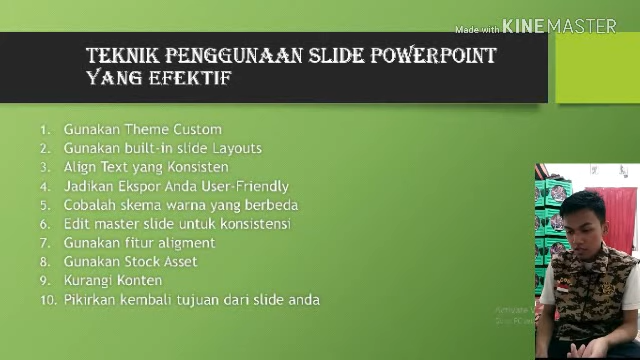 Made with KINEMASTER
TEKNIK PENGGUNAAN SLIDE POWERPOINT
YANG EFEKTIF
1. Gunakan Theme Custom
2. Gunakan built-in slide Layouts
3. Align Text yang Konsisten
4. Jadikan Ekspor Anda User-Friendly
5. Cobalah skema warna yang berbeda
6. Edit master slide untuk konsistensi
7. Gunakan fitur aligment
8. Gunakan Stock Asset
9. Kurangi Konten
10. Pikirkan kembali tujuan dari slide anda